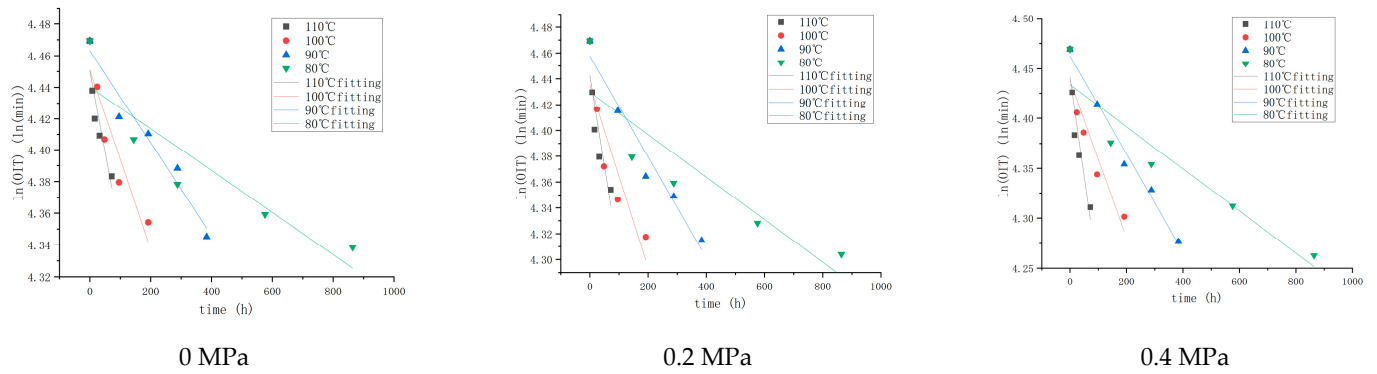 4.48
4.46
4.44
4.42
4.40
4.38
4.36
4.34
4.32
ln(OIT) (ln(min))
0
200
400
600
800
1000
time (h)
110℃
100℃
90℃
80℃
110℃fitting
100℃fitting
90℃fitting
80℃fitting
0 MPa
4.48
4.46
4.44
4.42
4.40
4.38
4.36
4.34
4.32
4.30
ln(OIT) (ln(min))
0
200
400
600
800
1000
time (h)
110℃
100℃
90℃
80℃
110℃fitting
100℃fitting
90℃fitting
80℃fitting
0.2 MPa
4.50
4.45
4.40
4.35
4.30
4.25
ln(OIT) (ln(min))
0
200
400
600
800
1000
time (h)
110℃
100℃
90℃
80℃
110℃fitting
100℃fitting
90℃fitting
80℃fitting
0.4 MPa